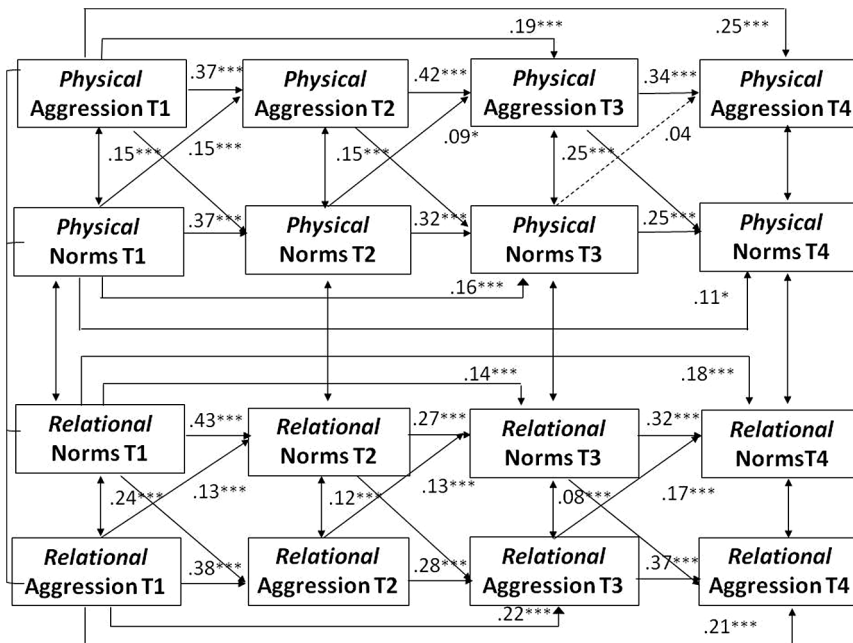 .19***
.25***
Physical
Aggression T1
.37***
Physical
Aggression T2
.42***
Physical
Aggression T3
.34***
Physical
Aggression T4
.15***
.15***
.15***
.09*
.25***
.04
Physical
Norms T1
.37***
Physical
Norms T2
.32***
Physical
Norms T3
.25***
Physical
Norms T4
.16***
.11*
.14***
.18***
Relational
Norms T1
.43***
Relational
Norms T2
.27***
Relational
Norms T3
.32***
Relational
NormsT4
.24***
.13***
.12***
.13***
.08***
.17***
Relational
Aggression T1
.38***
Relational
Aggression T2
.28***
Relational
Aggression T3
.37***
Relational
Aggression T4
.22***
.21***